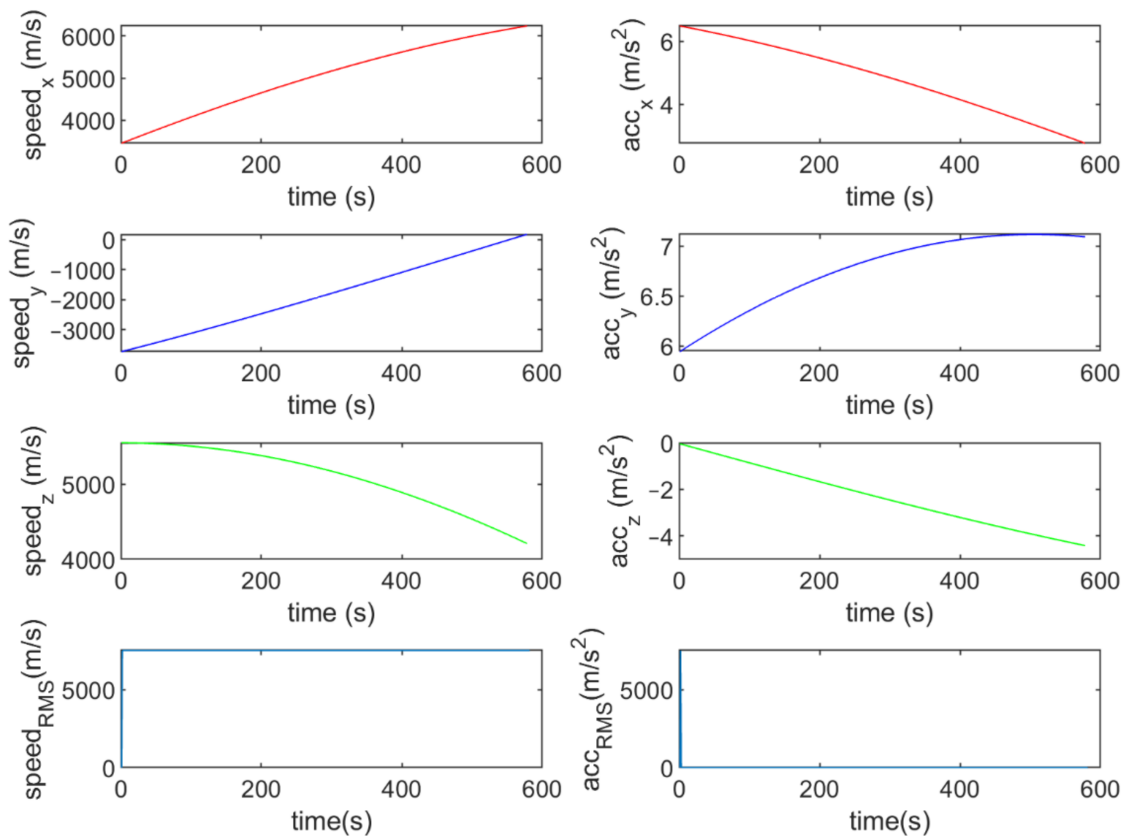 speed_x (m/s)
6000
5000
4000
0 200 400 600
time (s)
acc_x (m/s^2)
6
4
0 200 400 600
time (s)
speed_y (m/s)
0
−1000
−2000
−3000
0 200 400 600
time (s)
acc_y (m/s^2)
7
6.5
6
0 200 400 600
time (s)
speed_z (m/s)
5000
4000
0 200 400 600
time (s)
acc_z (m/s^2)
0
−2
−4
0 200 400 600
time (s)
speed_RMS(m/s)
5000
0
0 200 400 600
time(s)
acc_RMS(m/s^2)
5000
0
0 200 400 600
time(s)